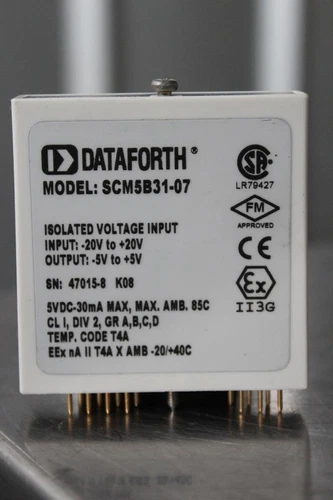 DATAFORTH®
MODEL: SCM5B31-07
LR79427
FM
APPROVED
ISOLATED VOLTAGE INPUT
INPUT: -20V to +20V
OUTPUT: -5V to +5V
CE
SN: 47015-8 K08
Ex
II3G
5VDC-30mA MAX, MAX. AMB. 85C
CL I, DIV 2, GR A,B,C,D
TEMP. CODE T4A
EEx nA II T4A X AMB -20/+40C